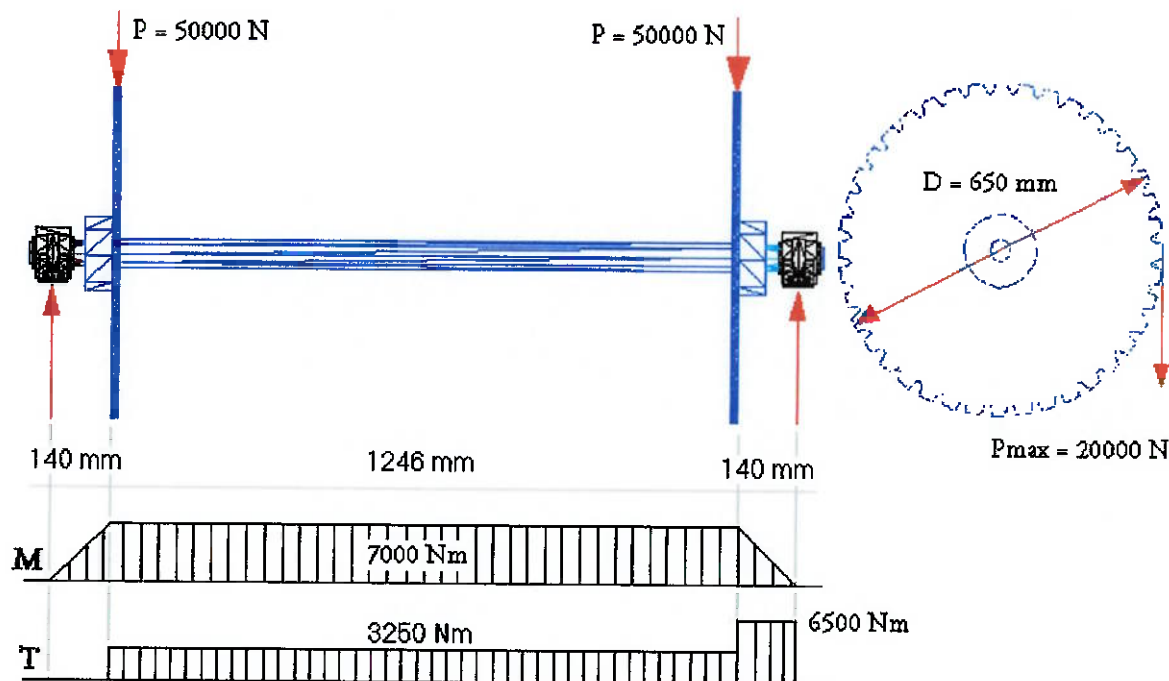 P = 50000 N
P = 50000 N
D = 650 mm
Pmax = 20000 N
140 mm
1246 mm
140 mm
M
7000 Nm
6500 Nm
3250 Nm
T